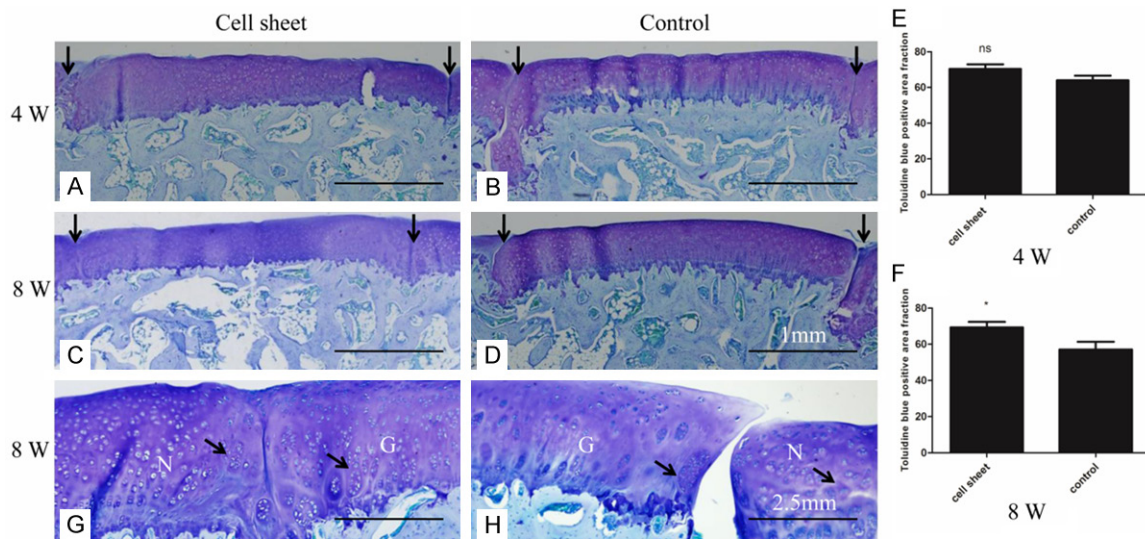 Cell sheet
Control
4 W
A
B
8 W
C
D
1mm
8 W
N
G
G
G
N
2.5mm
H
E
Toluidine blue positive area fraction
80
60
40
20
0
ns
cell sheet
control
4 W
F
Toluidine blue positive area fraction
80
60
40
20
0
*
cell sheet
control
8 W